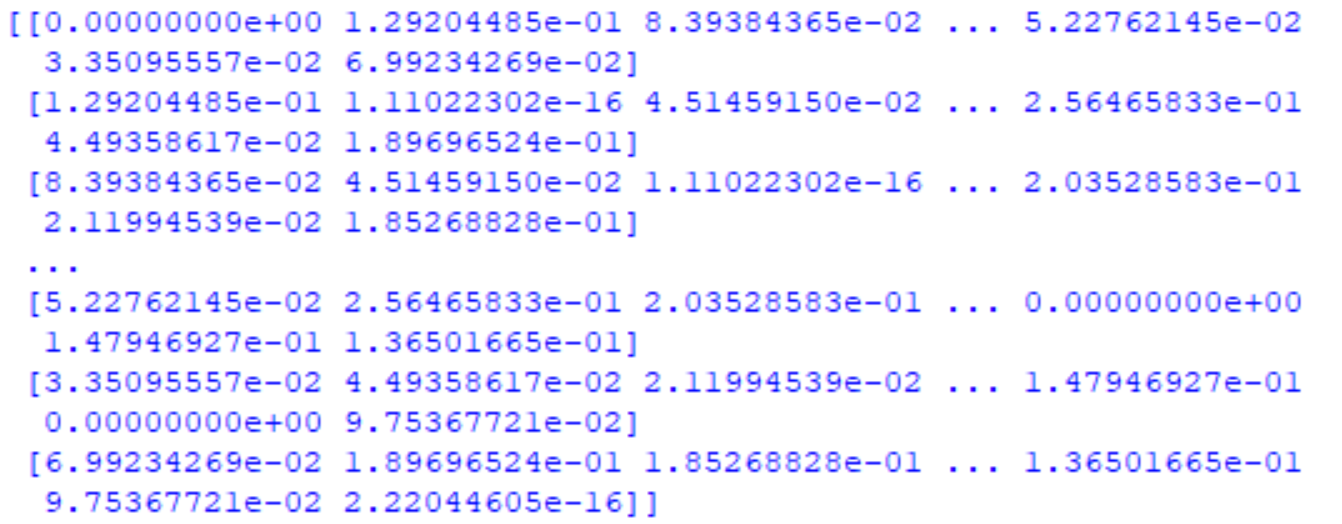 [[0.00000000e+00 1.29204485e-01 8.39384365e-02 ... 5.22762145e-02
3.35095557e-02 6.99234269e-02]
[1.29204485e-01 1.11022302e-16 4.51459150e-02 ... 2.56465833e-01
4.49358617e-02 1.89696524e-01]
[8.39384365e-02 4.51459150e-02 1.11022302e-16 ... 2.03528583e-01
2.11994539e-02 1.85268828e-01]
...
[5.22762145e-02 2.56465833e-01 2.03528583e-01 ... 0.00000000e+00
1.47946927e-01 1.36501665e-01]
[3.35095557e-02 4.49358617e-02 2.11994539e-02 ... 1.47946927e-01
0.00000000e+00 9.75367721e-02]
[6.99234269e-02 1.89696524e-01 1.85268828e-01 ... 1.36501665e-01
9.75367721e-02 2.22044605e-16]]